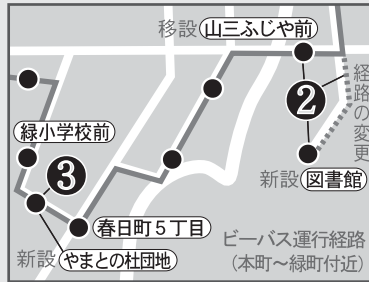 移設 山三ふじや前
2
経路の変更
緑小学校前
3
新設 図書館
春日町5丁目
新設 やまとの杜団地
ビーバス運行経路
(本町〜緑町付近)